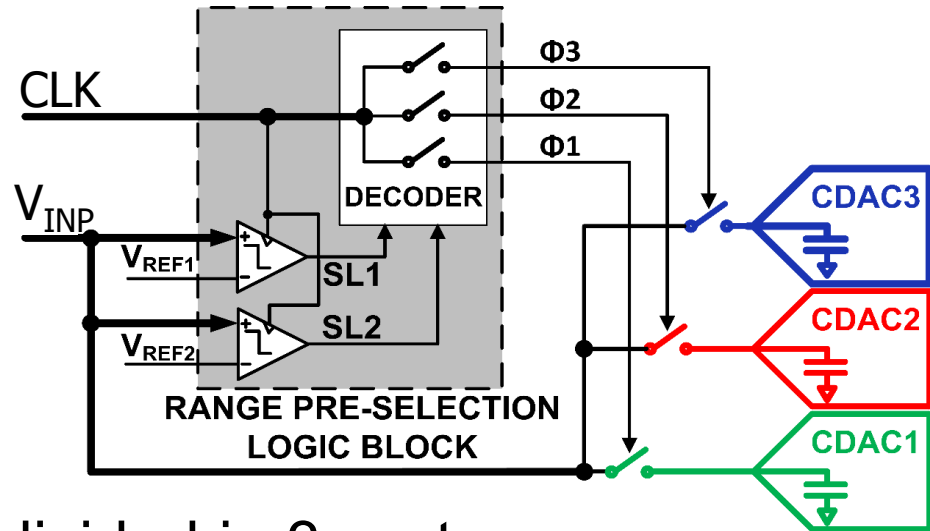 CLK
Φ3
Φ2
Φ1
DECODER
VINP
VREF1
SL1
VREF2
SL2
CDAC3
CDAC2
CDAC1
RANGE PRE-SELECTION
LOGIC BLOCK